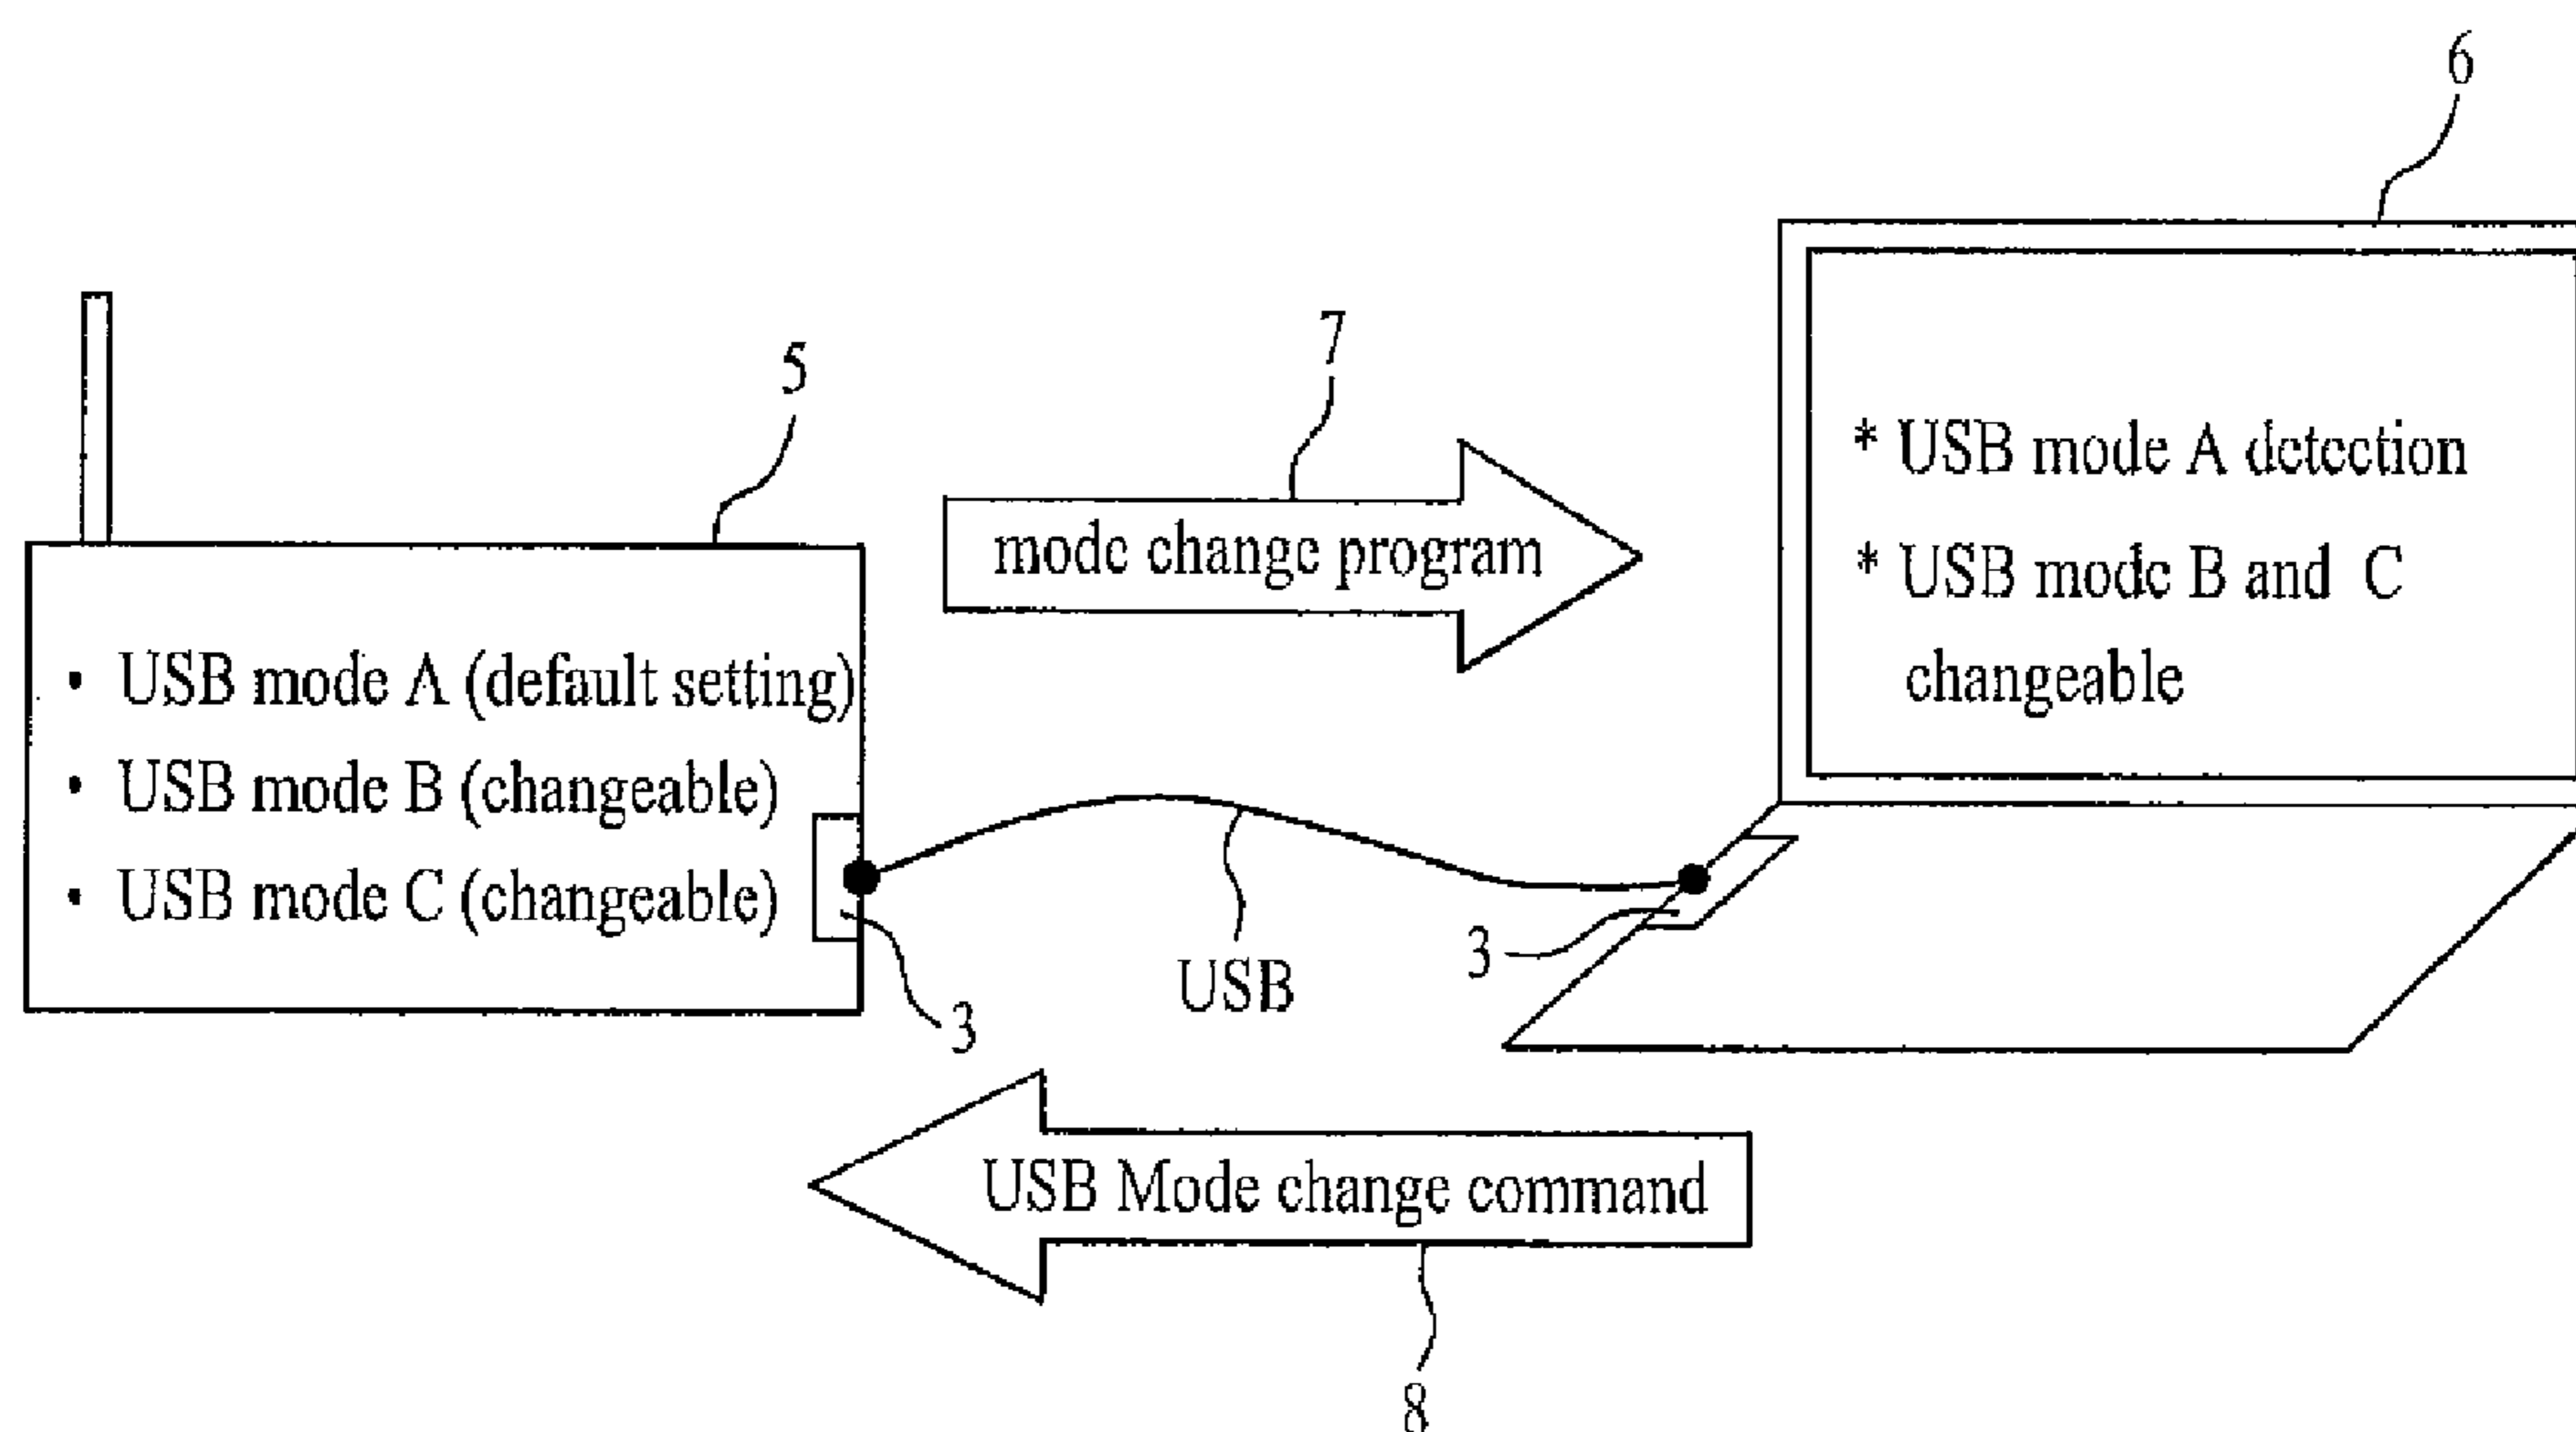 6
7
5
mode change program
* USB mode A detection
* USB mode B and C
changeable
• USB mode A (default setting)
• USB mode B (changeable)
• USB mode C (changeable)
3
USB
3
USB Mode change command
8